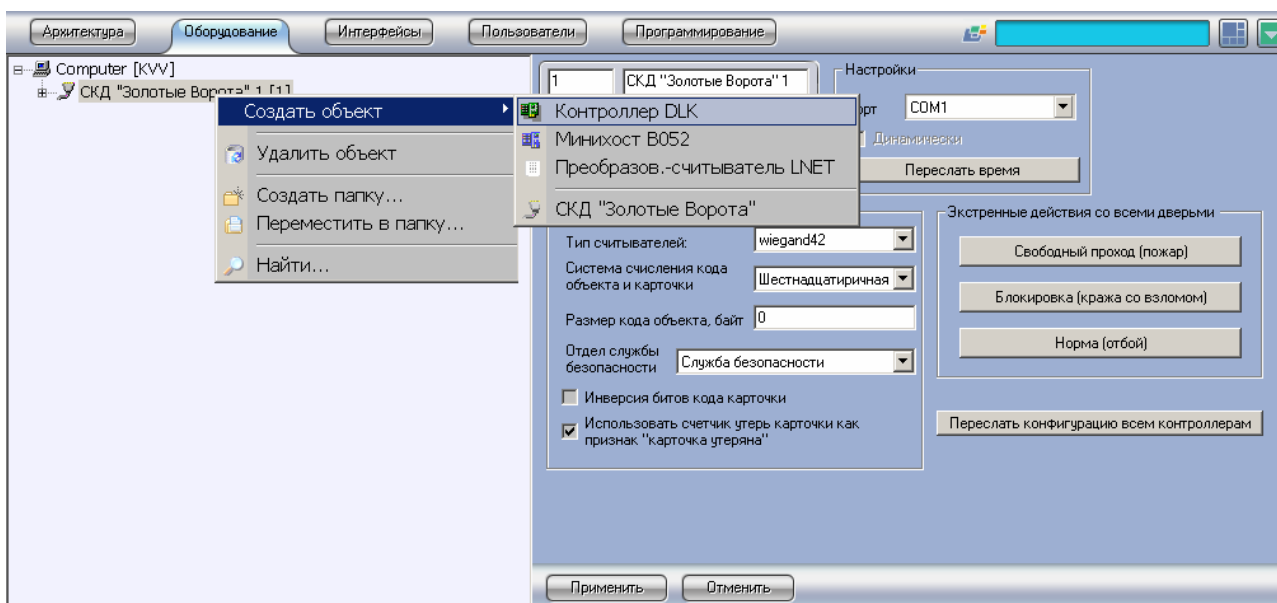 Архитектура
Оборудование
Интерфейсы
Пользователи
Программирование
Computer [KVV]
СКД "Золотые Ворота" 1 [1]
Создать объект
Удалить объект
Создать папку...
Переместить в папку...
Найти...
Контроллер DLK
Минихост B052
Преобразов.-считыватель LNET
СКД "Золотые Ворота"
1
СКД "Золотые Ворота" 1
Настройки
COM1
Динамически
Переслать время
Тип считывателей:
wiegand42
Система счисления кода
объекта и карточки
Шестнадцатиричная
Размер кода объекта, байт
0
Отдел службы
безопасности
Служба безопасности
Инверсия битов кода карточки
Использовать счетчик утерь карточки как
признак "карточка утеряна"
Экстренные действия со всеми дверьми
Свободный проход (пожар)
Блокировка (кража со взломом)
Норма (отбой)
Переслать конфигурацию всем контроллерам
Применить
Отменить